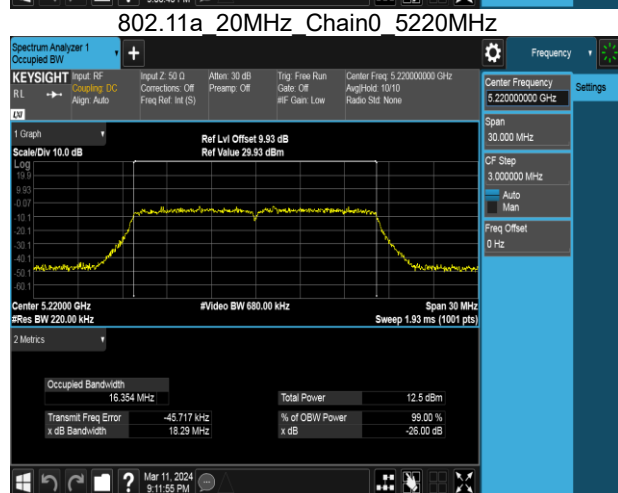 802.11a_20MHz_Chain0_5220MHz
Spectrum Analyzer 1
Occupied BW
Frequency
KEYSIGHT
RL
Input: RF
Coupling: DC
Align: Auto
Input Z: 50 Ω
Corrections: Off
Freq Ref: Int (S)
Atten: 30 dB
Preamp: Off
Trig: Free Run
Gate: Off
#IF Gain: Low
Center Freq: 5.220000000 GHz
Avg|Hold: 10/10
Radio Std: None
LXI
Center Frequency
5.220000000 GHz
Settings
Span
30.000 MHz
CF Step
3.000000 MHz
Auto
Man
Freq Offset
0 Hz
1 Graph
Scale/Div 10.0 dB
Ref Lvl Offset 9.93 dB
Ref Value 29.93 dBm
Log
19.9
9.93
-0.07
-10.1
-20.1
-30.1
-40.1
-50.1
-60.1
Center 5.22000 GHz
#Res BW 220.00 kHz
#Video BW 680.00 kHz
Span 30 MHz
Sweep 1.93 ms (1001 pts)
2 Metrics
Occupied Bandwidth
16.354 MHz
Total Power 12.5 dBm
Transmit Freq Error -45.717 kHz
% of OBW Power 99.00 %
x dB Bandwidth 18.29 MHz
x dB -26.00 dB
?
Mar 11, 2024
9:11:55 PM